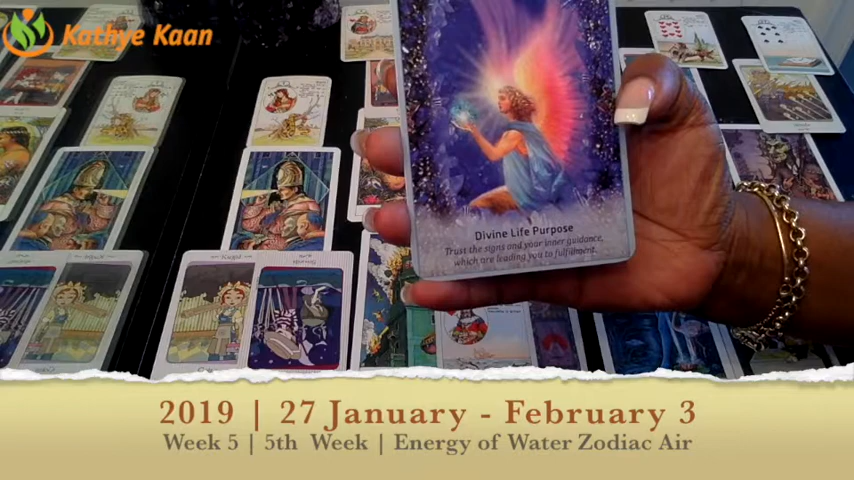 Kathye Kaan
Divine Life Purpose
Trust the signs and your inner guidance,
which are leading you to fulfillment.
2019 | 27 January - February 3
Week 5 | 5th Week | Energy of Water Zodiac Air